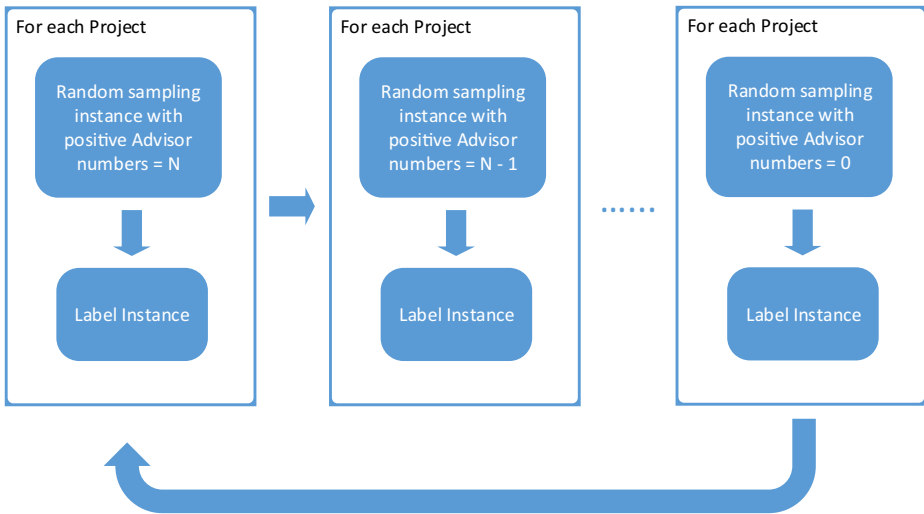 For each Project
Random sampling
instance with
positive Advisor
numbers = N
Label Instance
For each Project
Random sampling
instance with
positive Advisor
numbers = N - 1
Label Instance
......
For each Project
Random sampling
instance with
positive Advisor
numbers = 0
Label Instance